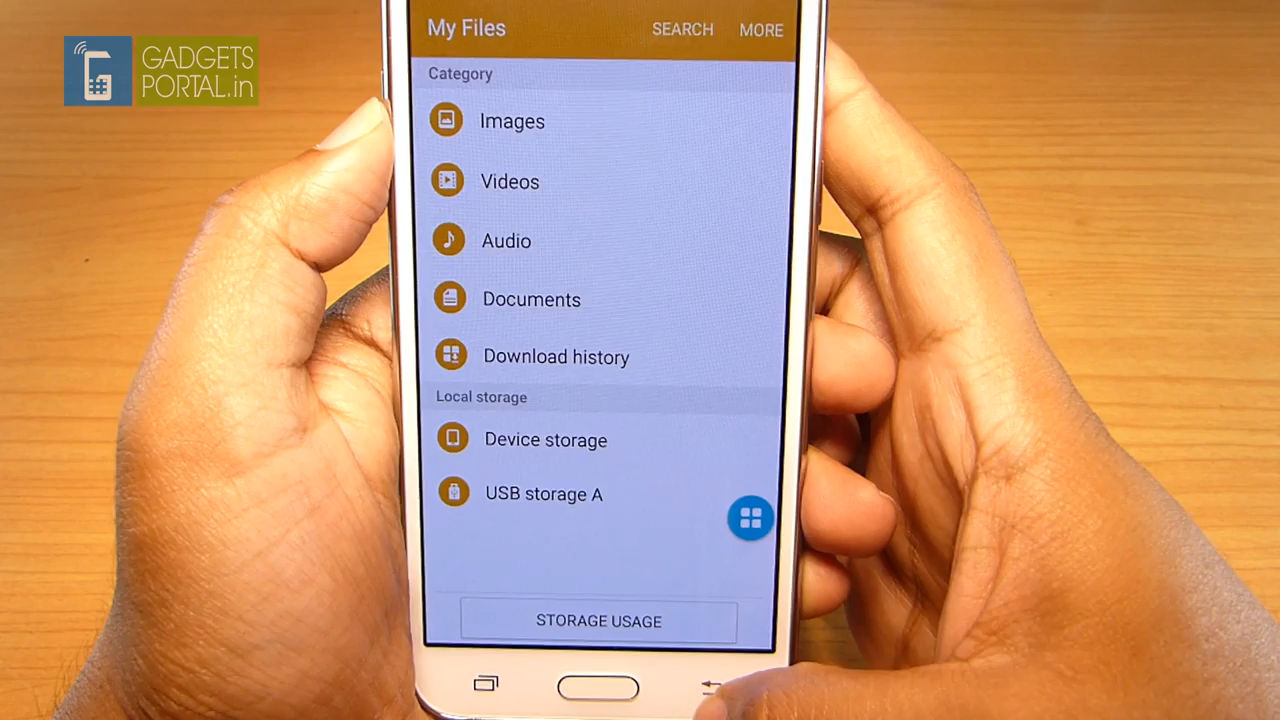 GADGETS
PORTAL.in
My Files
SEARCH
MORE
Category
Images
Videos
Audio
Documents
Download history
Local storage
Device storage
USB storage A
STORAGE USAGE